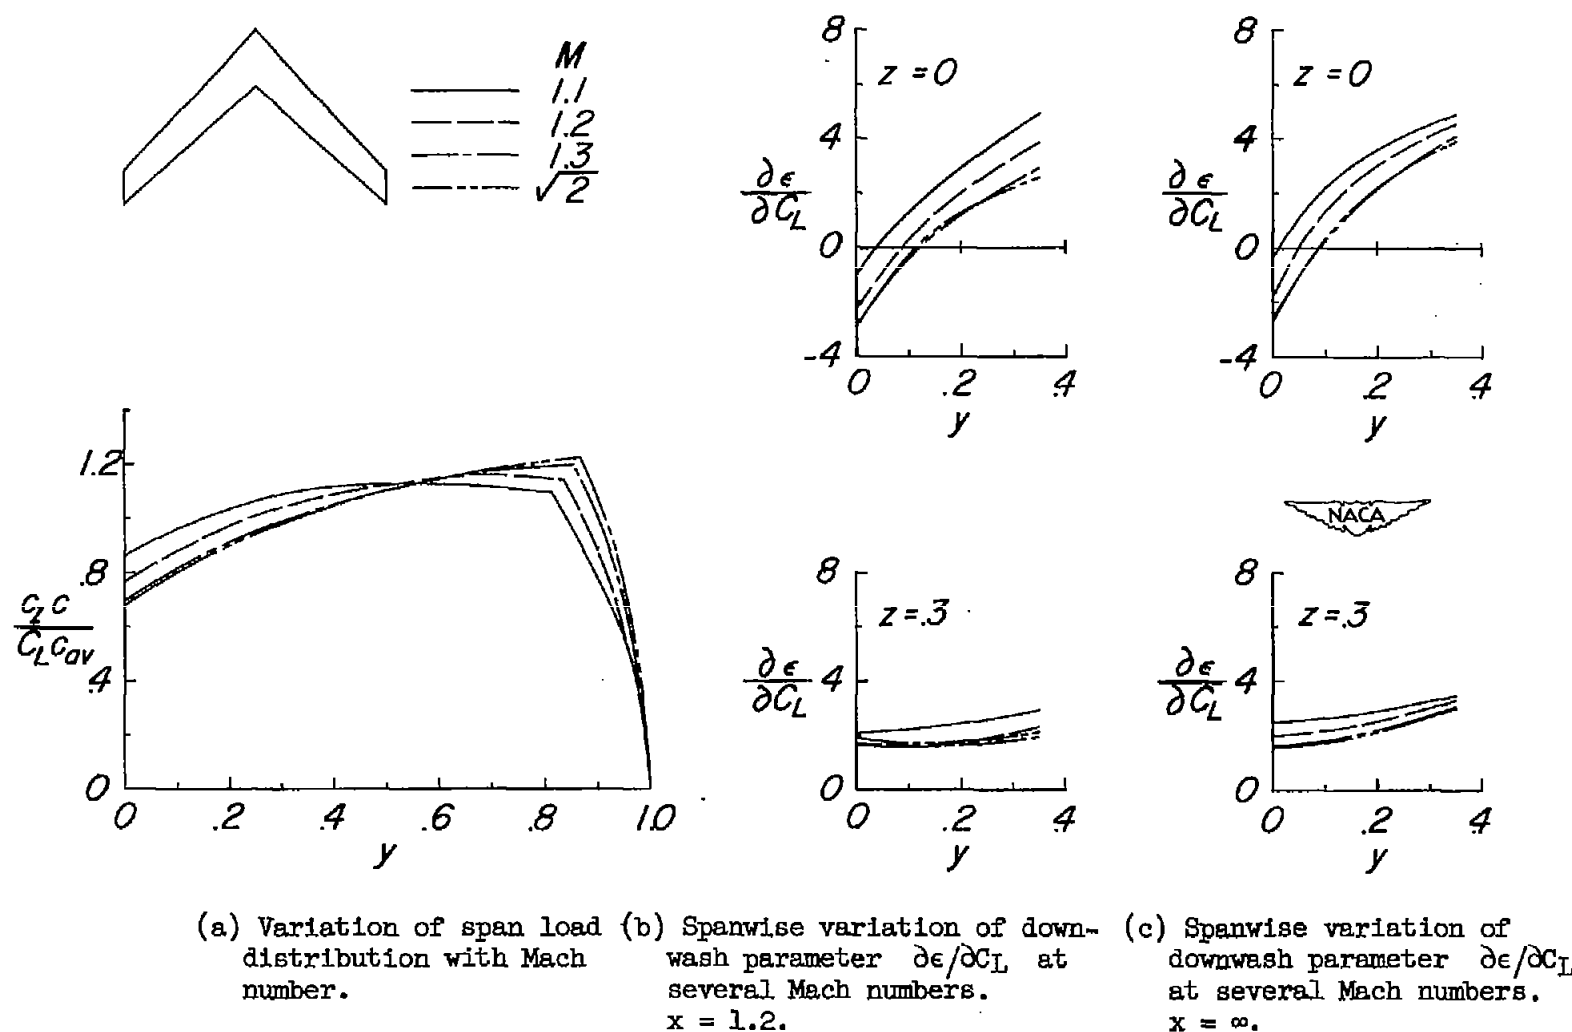 M
1.1
1.2
1.3
√2
1.2
.8
.4
0
c_l c
C_L c_av
0 .2 .4 .6 .8 1.0
y
8
4
0
-4
z = 0
∂ε
∂C_L
0 .2 .4
y
8
4
0
-4
z = 0
∂ε
∂C_L
0 .2 .4
y
8
4
0
z = .3
∂ε
∂C_L
0 .2 .4
y
NACA
8
4
0
z = .3
∂ε
∂C_L
0 .2 .4
y
(a) Variation of span load
distribution with Mach
number.
(b) Spanwise variation of down-
wash parameter ∂ε/∂C_L at
several Mach numbers.
x = 1.2.
(c) Spanwise variation of
downwash parameter ∂ε/∂C_L
at several Mach numbers.
x = ∞.